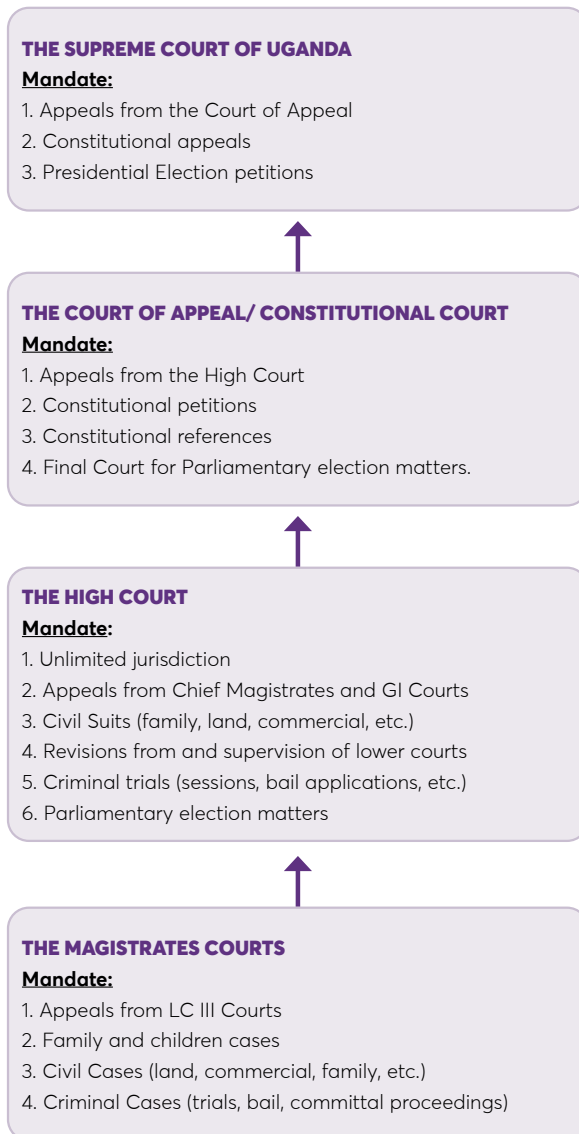 THE SUPREME COURT OF UGANDA
Mandate:
1. Appeals from the Court of Appeal
2. Constitutional appeals
3. Presidential Election petitions
THE COURT OF APPEAL/ CONSTITUTIONAL COURT
Mandate:
1. Appeals from the High Court
2. Constitutional petitions
3. Constitutional references
4. Final Court for Parliamentary election matters.
THE HIGH COURT
Mandate:
1. Unlimited jurisdiction
2. Appeals from Chief Magistrates and GI Courts
3. Civil Suits (family, land, commercial, etc.)
4. Revisions from and supervision of lower courts
5. Criminal trials (sessions, bail applications, etc.)
6. Parliamentary election matters
THE MAGISTRATES COURTS
Mandate:
1. Appeals from LC III Courts
2. Family and children cases
3. Civil Cases (land, commercial, family, etc.)
4. Criminal Cases (trials, bail, committal proceedings)